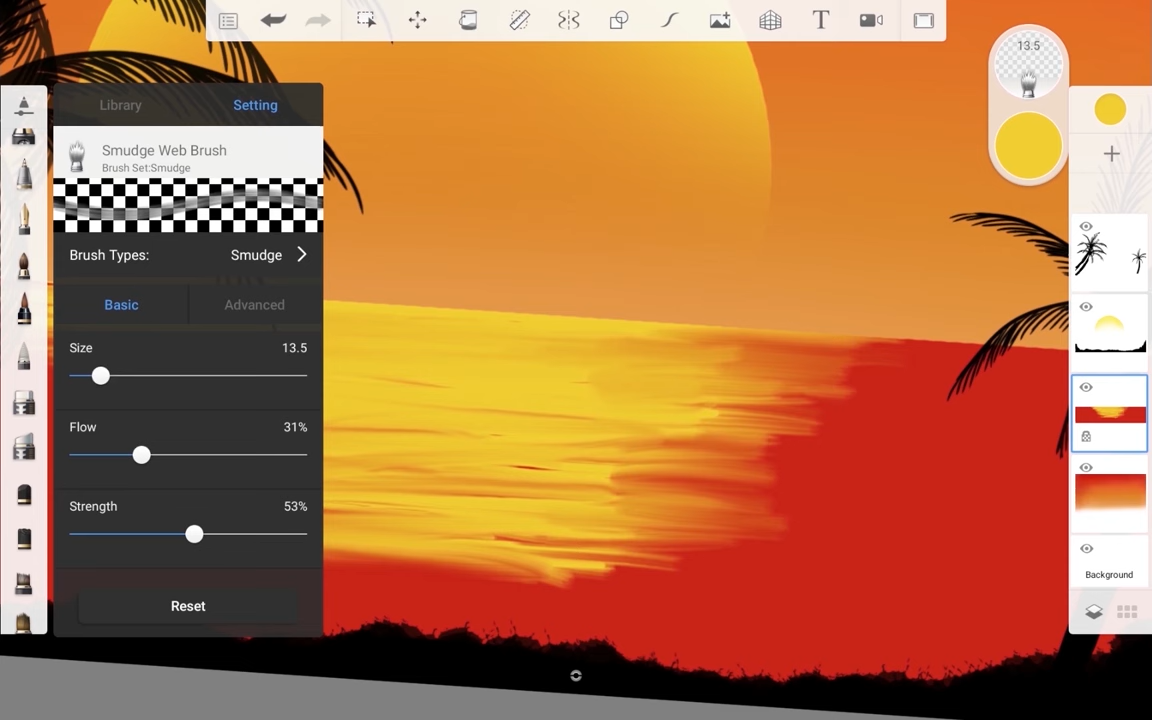 T
13.5
Library
Setting
Smudge Web Brush
Brush Set:Smudge
Brush Types:
Smudge
Basic
Advanced
Size
13.5
Flow
31%
Strength
53%
Reset
Background